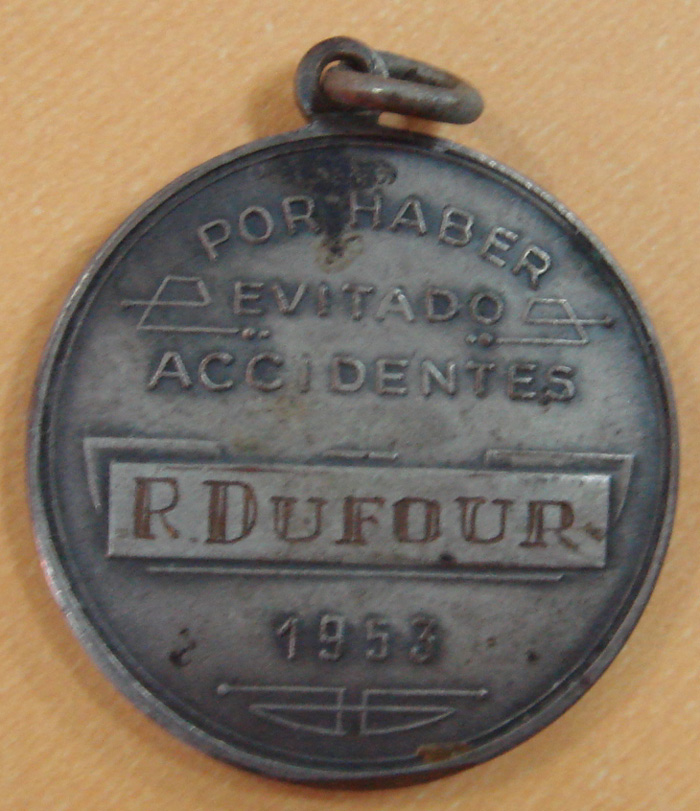 POR HABER
EVITADO
ACCIDENTES
R. DUFOUR
1953